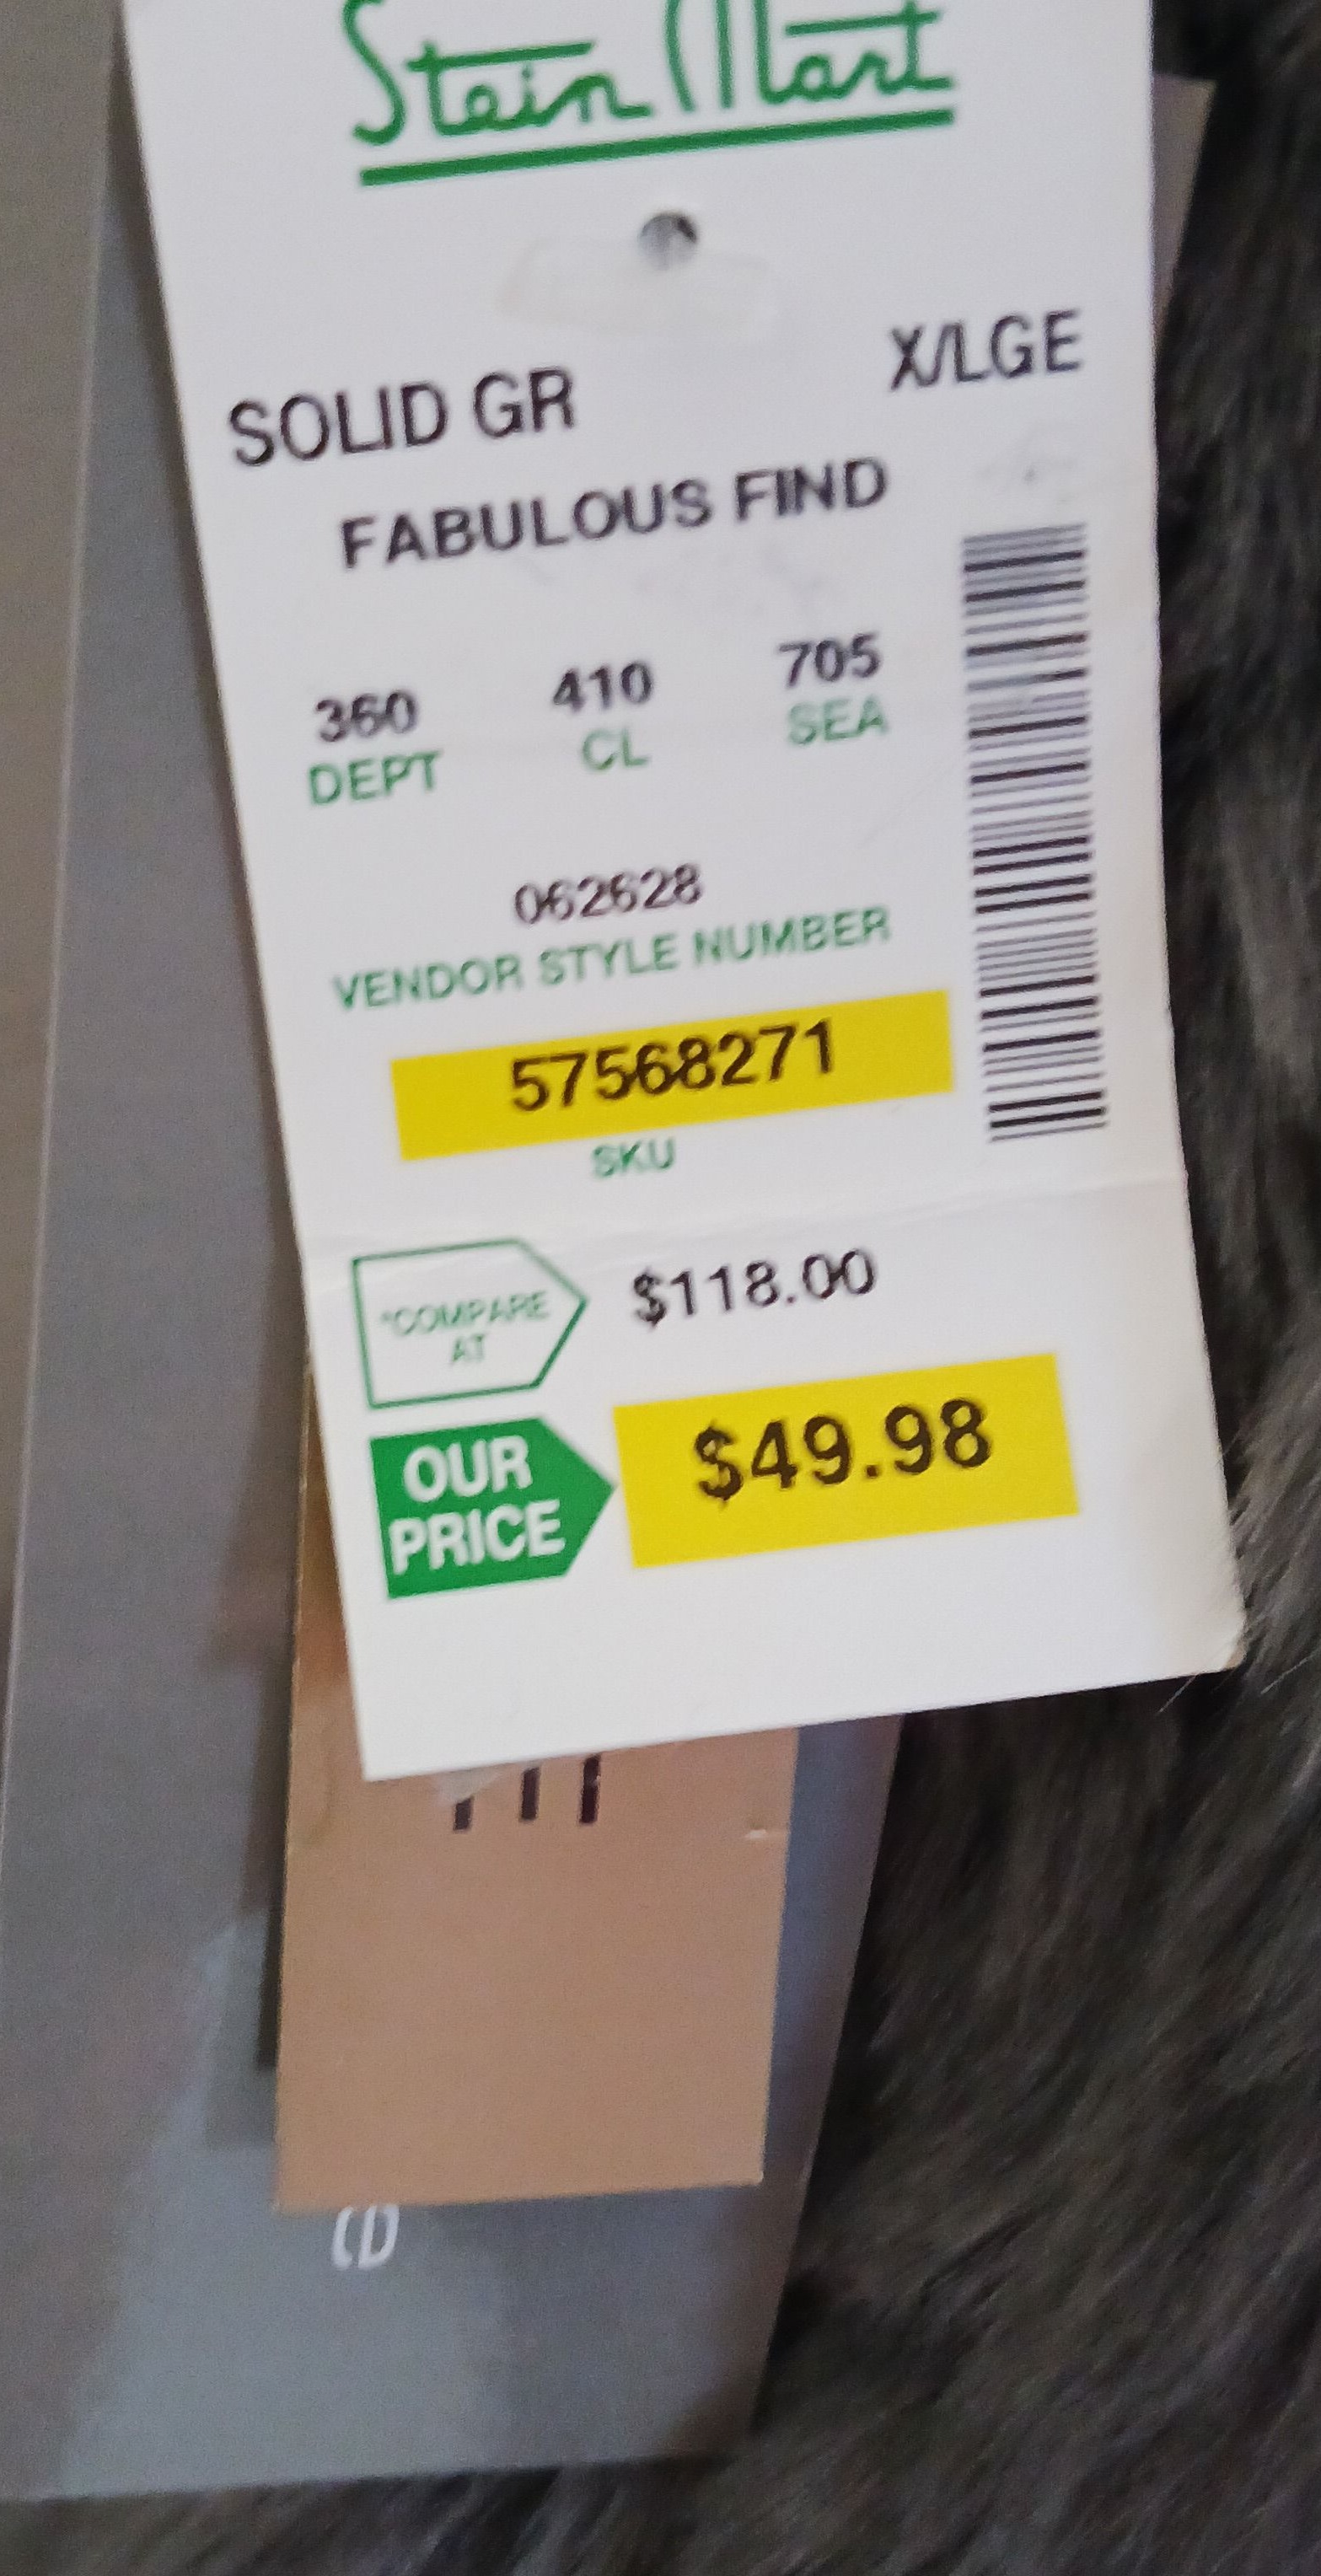 Stein Mart
SOLID GR X/LGE
FABULOUS FIND
360 410 705
DEPT CL SEA
062628
VENDOR STYLE NUMBER
57568271
SKU
*COMPARE AT $118.00
OUR PRICE $49.98